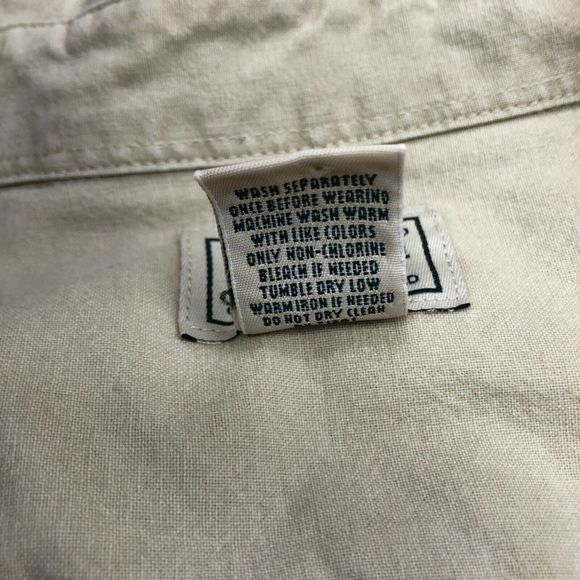 WASH SEPARATELY
ONCE BEFORE WEARING
MACHINE WASH WARM
WITH LIKE COLORS
ONLY NON-CHLORINE
BLEACH IF NEEDED
TUMBLE DRY LOW
WARM IRON IF NEEDED
DO NOT DRY CLEAN